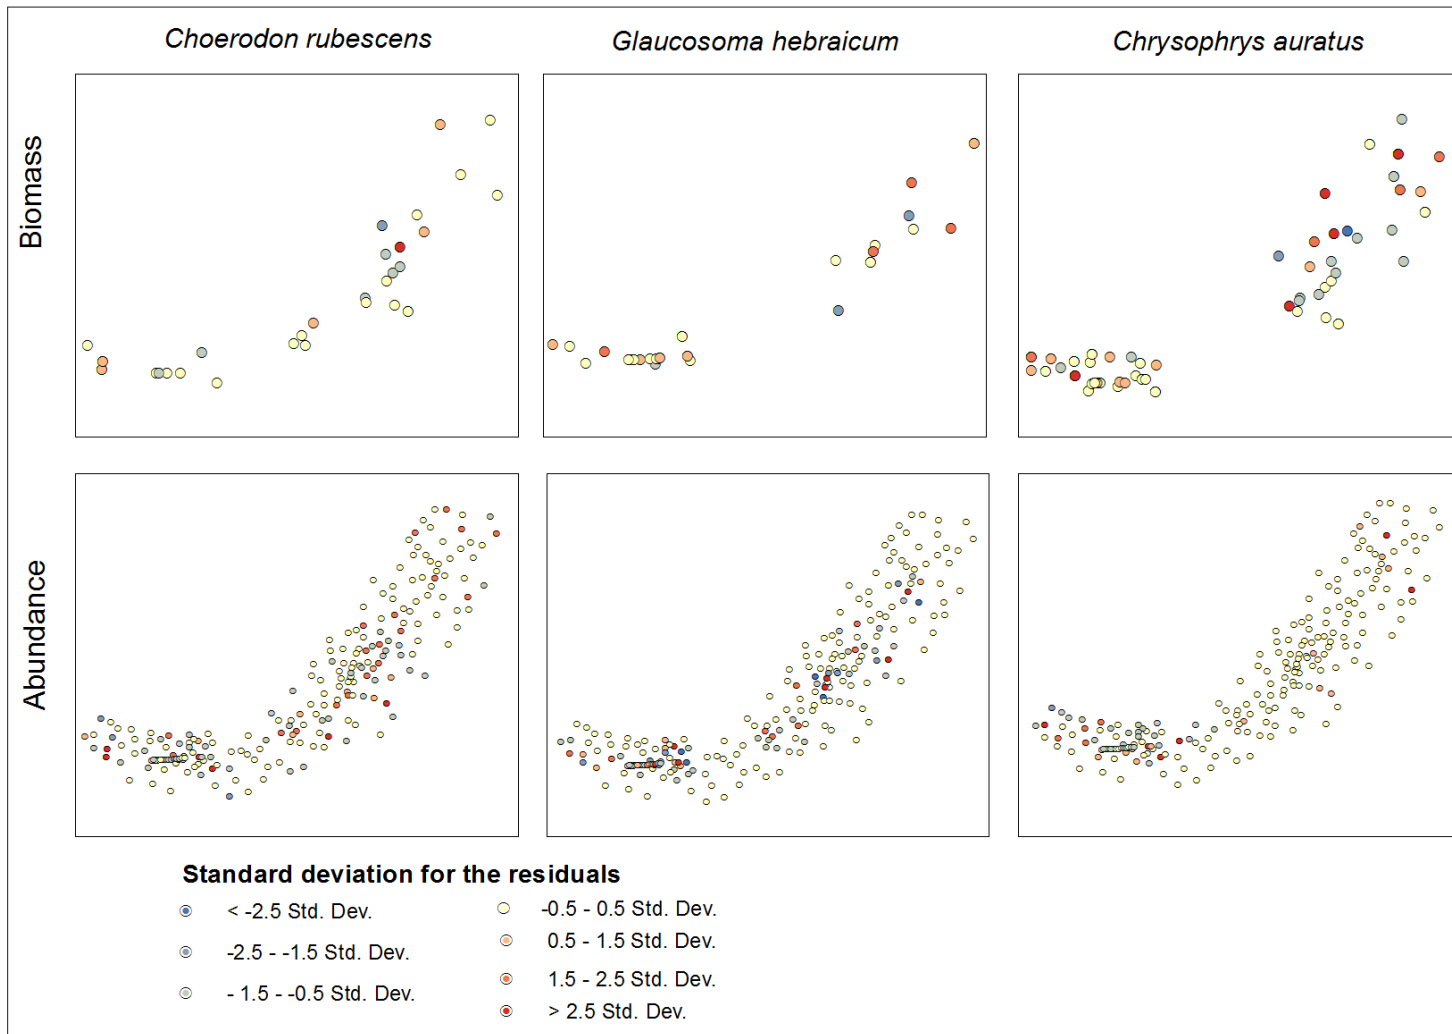 Choerodon rubescens
Glaucosoma hebraicum
Chrysophrys auratus
Biomass
Abundance
Standard deviation for the residuals
< -2.5 Std. Dev.
-2.5 - -1.5 Std. Dev.
- 1.5 - -0.5 Std. Dev.
-0.5 - 0.5 Std. Dev.
0.5 - 1.5 Std. Dev.
1.5 - 2.5 Std. Dev.
> 2.5 Std. Dev.